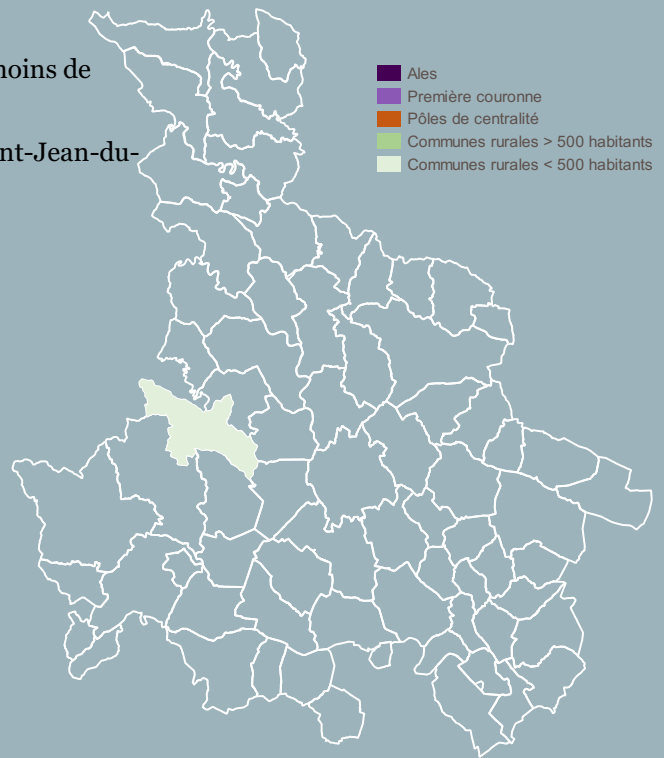 moins de
nt-Jean-du-
Ales
Première couronne
Pôles de centralité
Communes rurales > 500 habitants
Communes rurales < 500 habitants